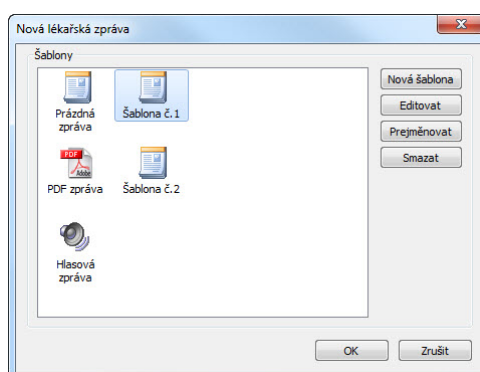 Nová lékařská zpráva
Šablony
Prázdná
zpráva
Šablona č.1
PDF
Adobe
PDF zpráva
Šablona č.2
Hlasová
zpráva
Nová šablona
Editovat
Prejměnovat
Smazat
OK
Zrušit